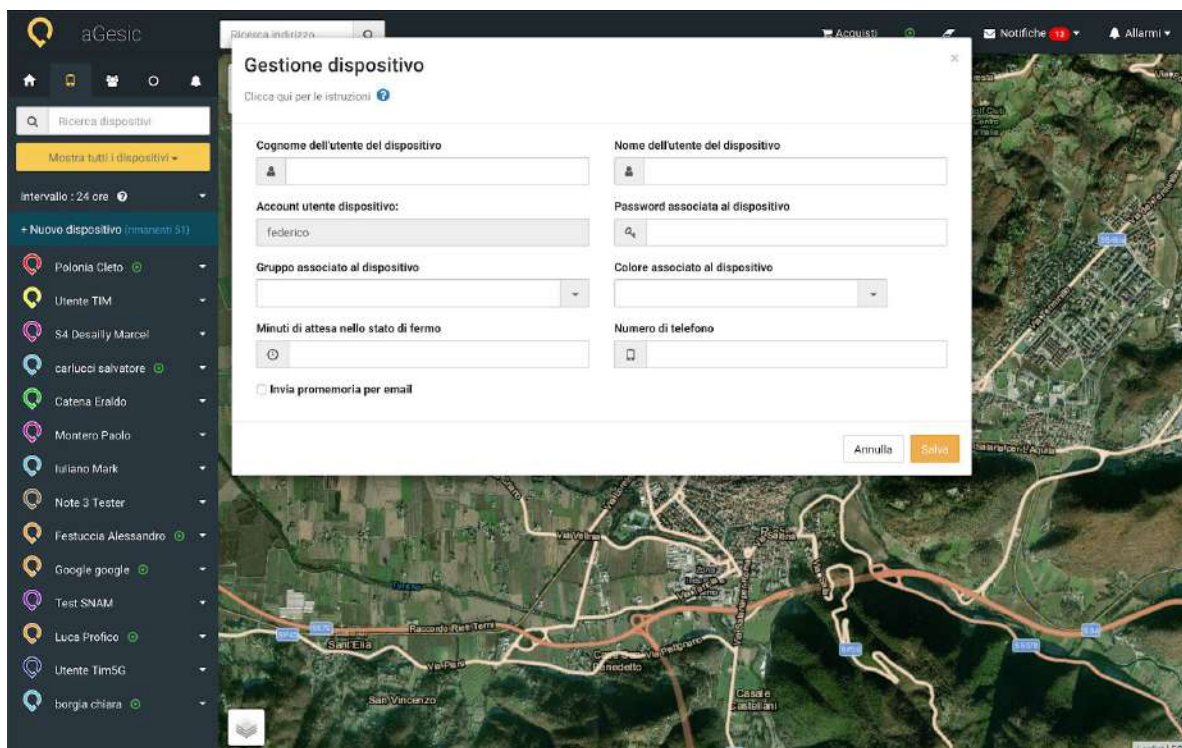 aGesic
Ricerca indirizzo
Acquisti
Notifiche 13
Allarmi
Ricerca dispositivi
Mostra tutti i dispositivi
Intervallo : 24 ore
+ Nuovo dispositivo (rimanenti 51)
Polonia Cleto
Utente TIM
S4 Desailly Marcel
carlucci salvatore
Catena Eraldo
Montero Paolo
Iuliano Mark
Note 3 Tester
Festuccia Alessandro
Google google
Test SNAM
Luca Profico
Utente Tim5G
borgia chiara
Gestione dispositivo
×
Clicca qui per le istruzioni
Cognome dell'utente del dispositivo
Nome dell'utente del dispositivo
Account utente dispositivo:
federico
Password associata al dispositivo
Gruppo associato al dispositivo
Colore associato al dispositivo
Minuti di attesa nello stato di fermo
Numero di telefono
Invia promemoria per email
Annulla
Salva
Via Velina
Raccordo Rieti Terni
Sant'Elia
San Vincenzo
Casale
Castellani